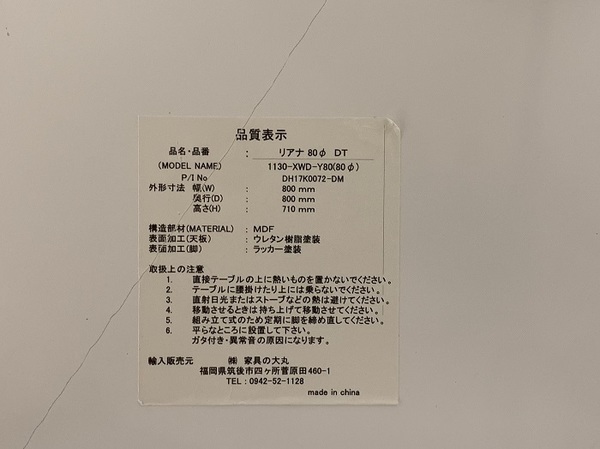 品質表示
品名・品番 : リアナ 80φ DT
(MODEL NAME) 1130-XWD-Y80(80φ)
P/I No DH17K0072-DM
外形寸法 幅(W) : 800 mm
奥行(D) : 800 mm
高さ(H) : 710 mm
構造部材(MATERIAL) : MDF
表面加工(天板) : ウレタン樹脂塗装
表面加工(脚) : ラッカー塗装
取扱上の注意
1. 直接テーブルの上に熱いものを置かないでください。
2. テーブルに腰掛けたり上には乗らないでください。
3. 直射日光またはストーブなどの熱は避けてください。
4. 移動させるときは持ち上げて移動させてください。
5. 組み立て式のため定期に脚を締め直してください。
6. 平らなところに設置して下さい。
ガタ付き・異常音の原因になります。
輸入販売元 ㈱ 家具の大丸
福岡県筑後市四ヶ所菅原田460-1
TEL : 0942-52-1128
made in china